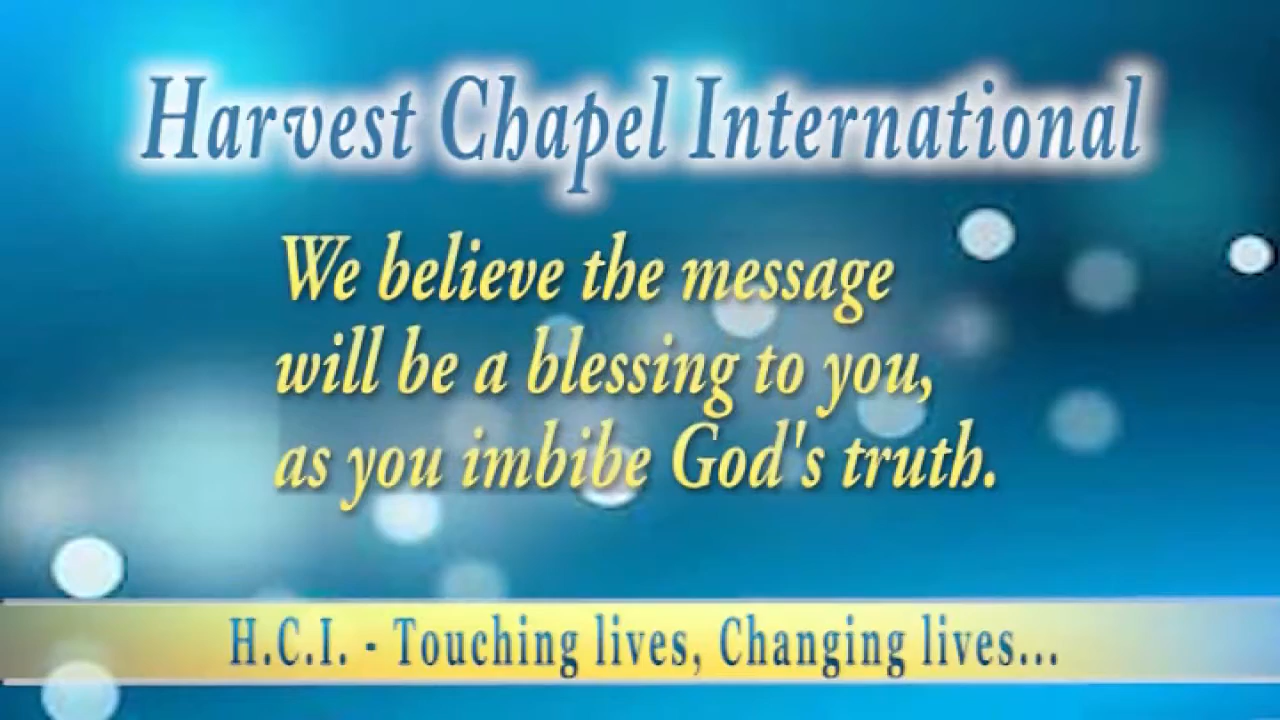 Harvest Chapel International
We believe the message
will be a blessing to you,
as you imbibe God's truth.
H.C.I. - Touching lives, Changing lives...